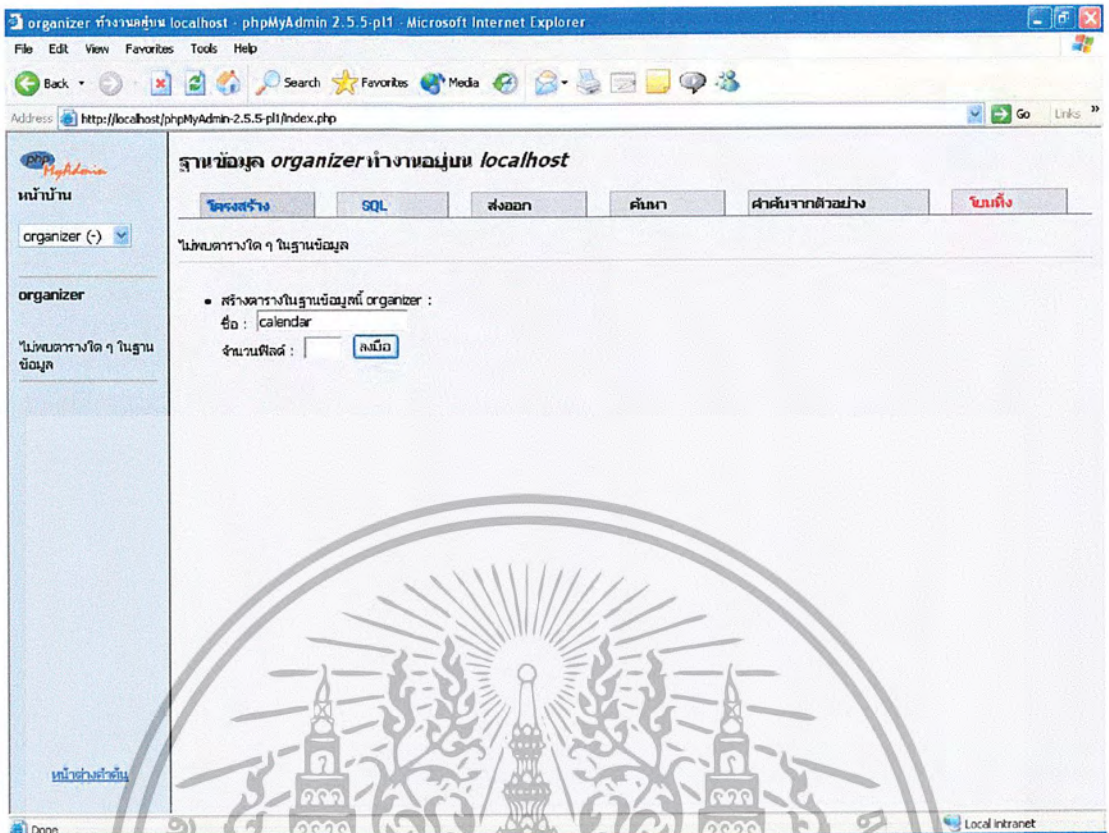 organizer ทำงานอยู่บน localhost - phpMyAdmin 2.5.5-pl1 - Microsoft Internet Explorer
File Edit View Favorites Tools Help
Back Search Favorites Media
Address http://localhost/phpMyAdmin-2.5.5-pl1/index.php Go Links »
php
MyAdmin
หน้าบ้าน
organizer (-)
organizer
ไม่พบตารางใด ๆ ในฐาน
ข้อมูล
หน้าต่างคำค้น
ฐานข้อมูล organizer ทำงานอยู่บน localhost
โครงสร้าง SQL ส่งออก ค้นหา คำค้นจากตัวอย่าง โยนทิ้ง
ไม่พบตารางใด ๆ ในฐานข้อมูล
• สร้างตารางในฐานข้อมูลนี้ organizer :
ชื่อ : calendar
จำนวนฟิลด์ : ลงมือ
Done Local intranet